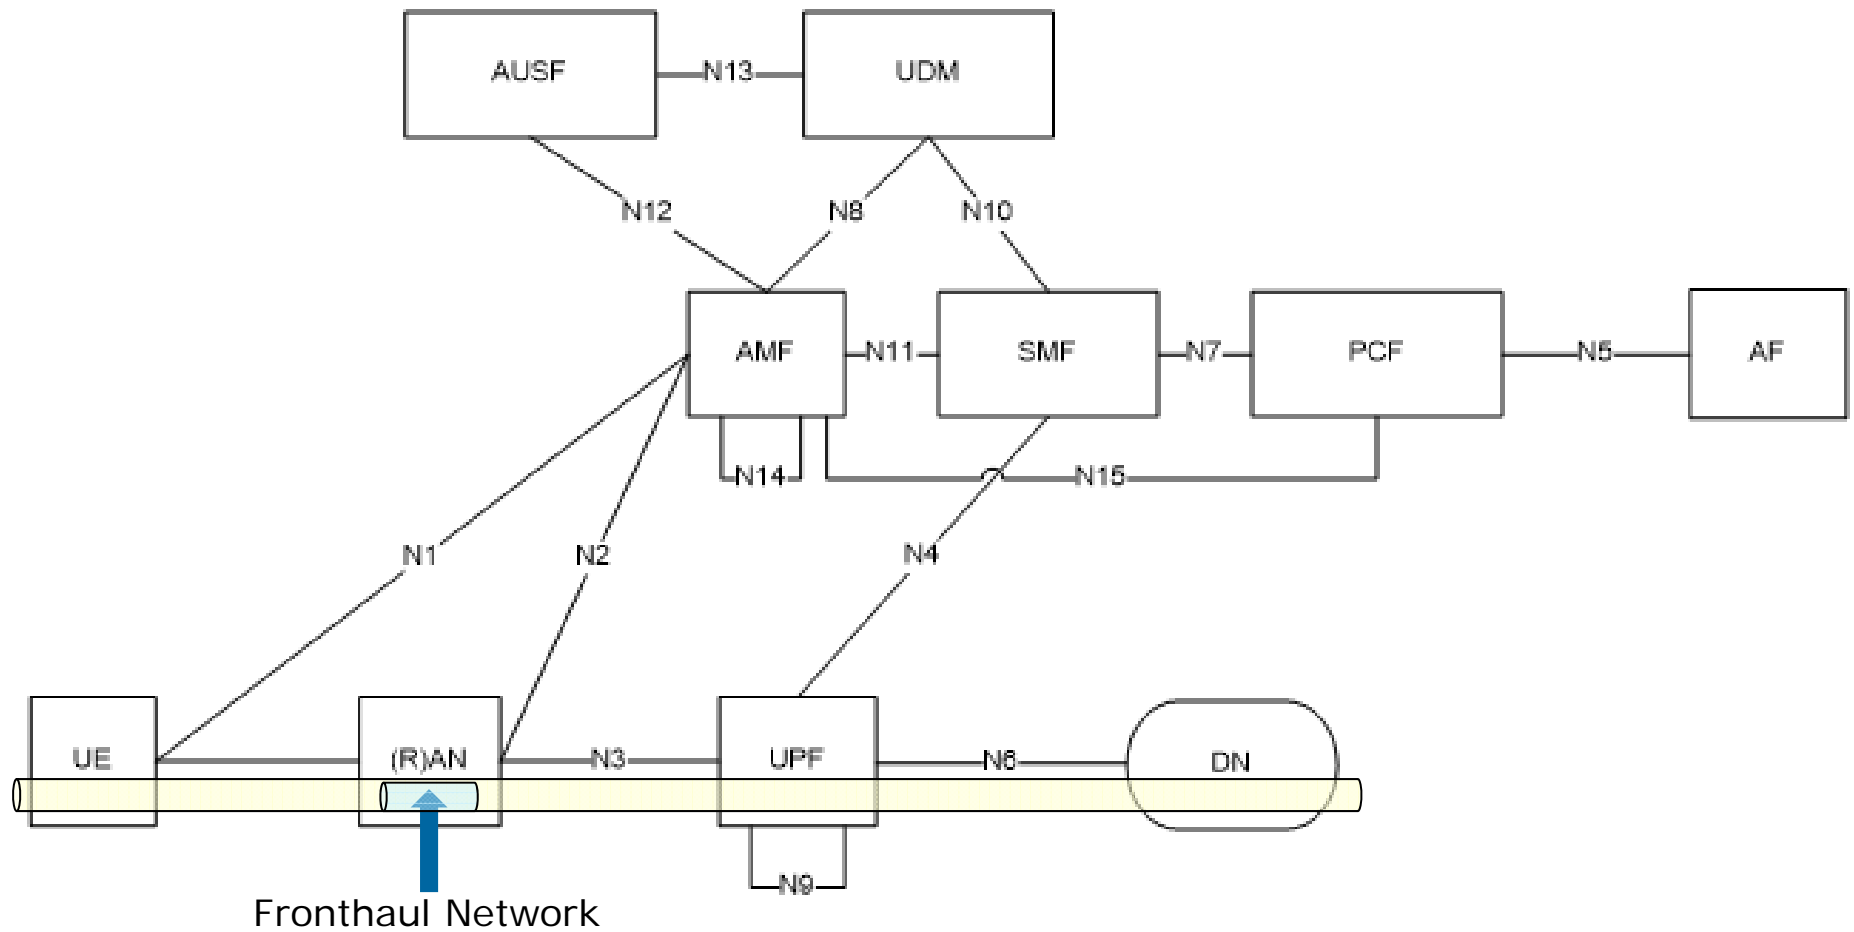 AUSF
N13
UDM
N12
N8
N10
AMF
N11
SMF
N7
PCF
N5
AF
N14
N15
N1
N2
N4
UE
(R)AN
N3
UPF
N6
DN
N9
Fronthaul Network